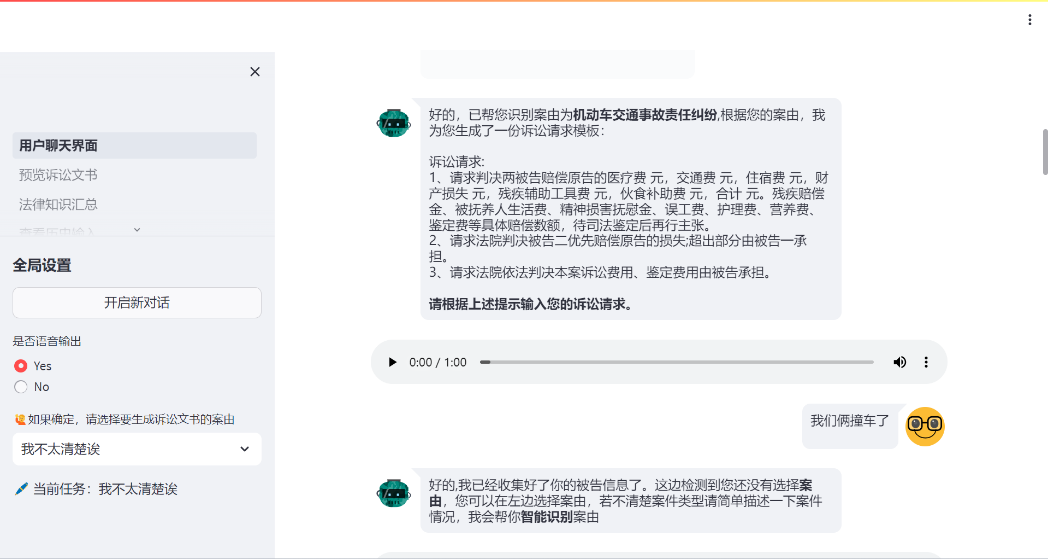 用户聊天界面
预览诉讼文书
法律知识汇总
查看历史输入
全局设置
开启新对话
是否语音输出
Yes
No
如果确定，请选择要生成诉讼文书的案由
我不太清楚诶
当前任务：我不太清楚诶
好的，已帮您识别案由为机动车交通事故责任纠纷,根据您的案由，我
为您生成了一份诉讼请求模板：
诉讼请求:
1、请求判决两被告赔偿原告的医疗费 元，交通费 元，住宿费 元，财
产损失 元，残疾辅助工具费 元，伙食补助费 元，合计 元。残疾赔偿
金、被抚养人生活费、精神损害抚慰金、误工费、护理费、营养费、
鉴定费等具体赔偿数额，待司法鉴定后再行主张。
2、请求法院判决被告二优先赔偿原告的损失;超出部分由被告一承
担。
3、请求法院依法判决本案诉讼费用、鉴定费用由被告承担。
请根据上述提示输入您的诉讼请求。
0:00 / 1:00
我们俩撞车了
好的,我已经收集好了你的被告信息了。这边检测到您还没有选择案
由，您可以在左边选择案由，若不清楚案件类型请简单描述一下案件
情况，我会帮你智能识别案由